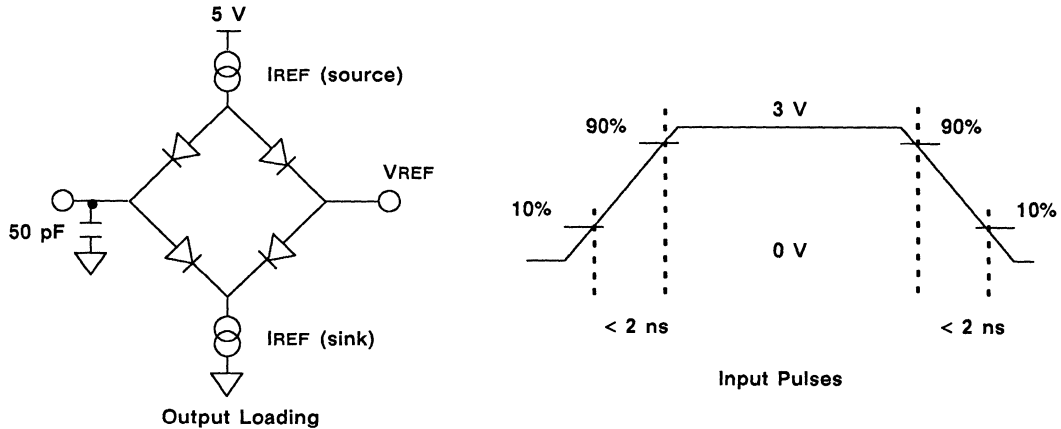 5 V
IREF (source)
VREF
50 pF
IREF (sink)
Output Loading
3 V
90%
90%
10%
10%
0 V
< 2 ns
< 2 ns
Input Pulses